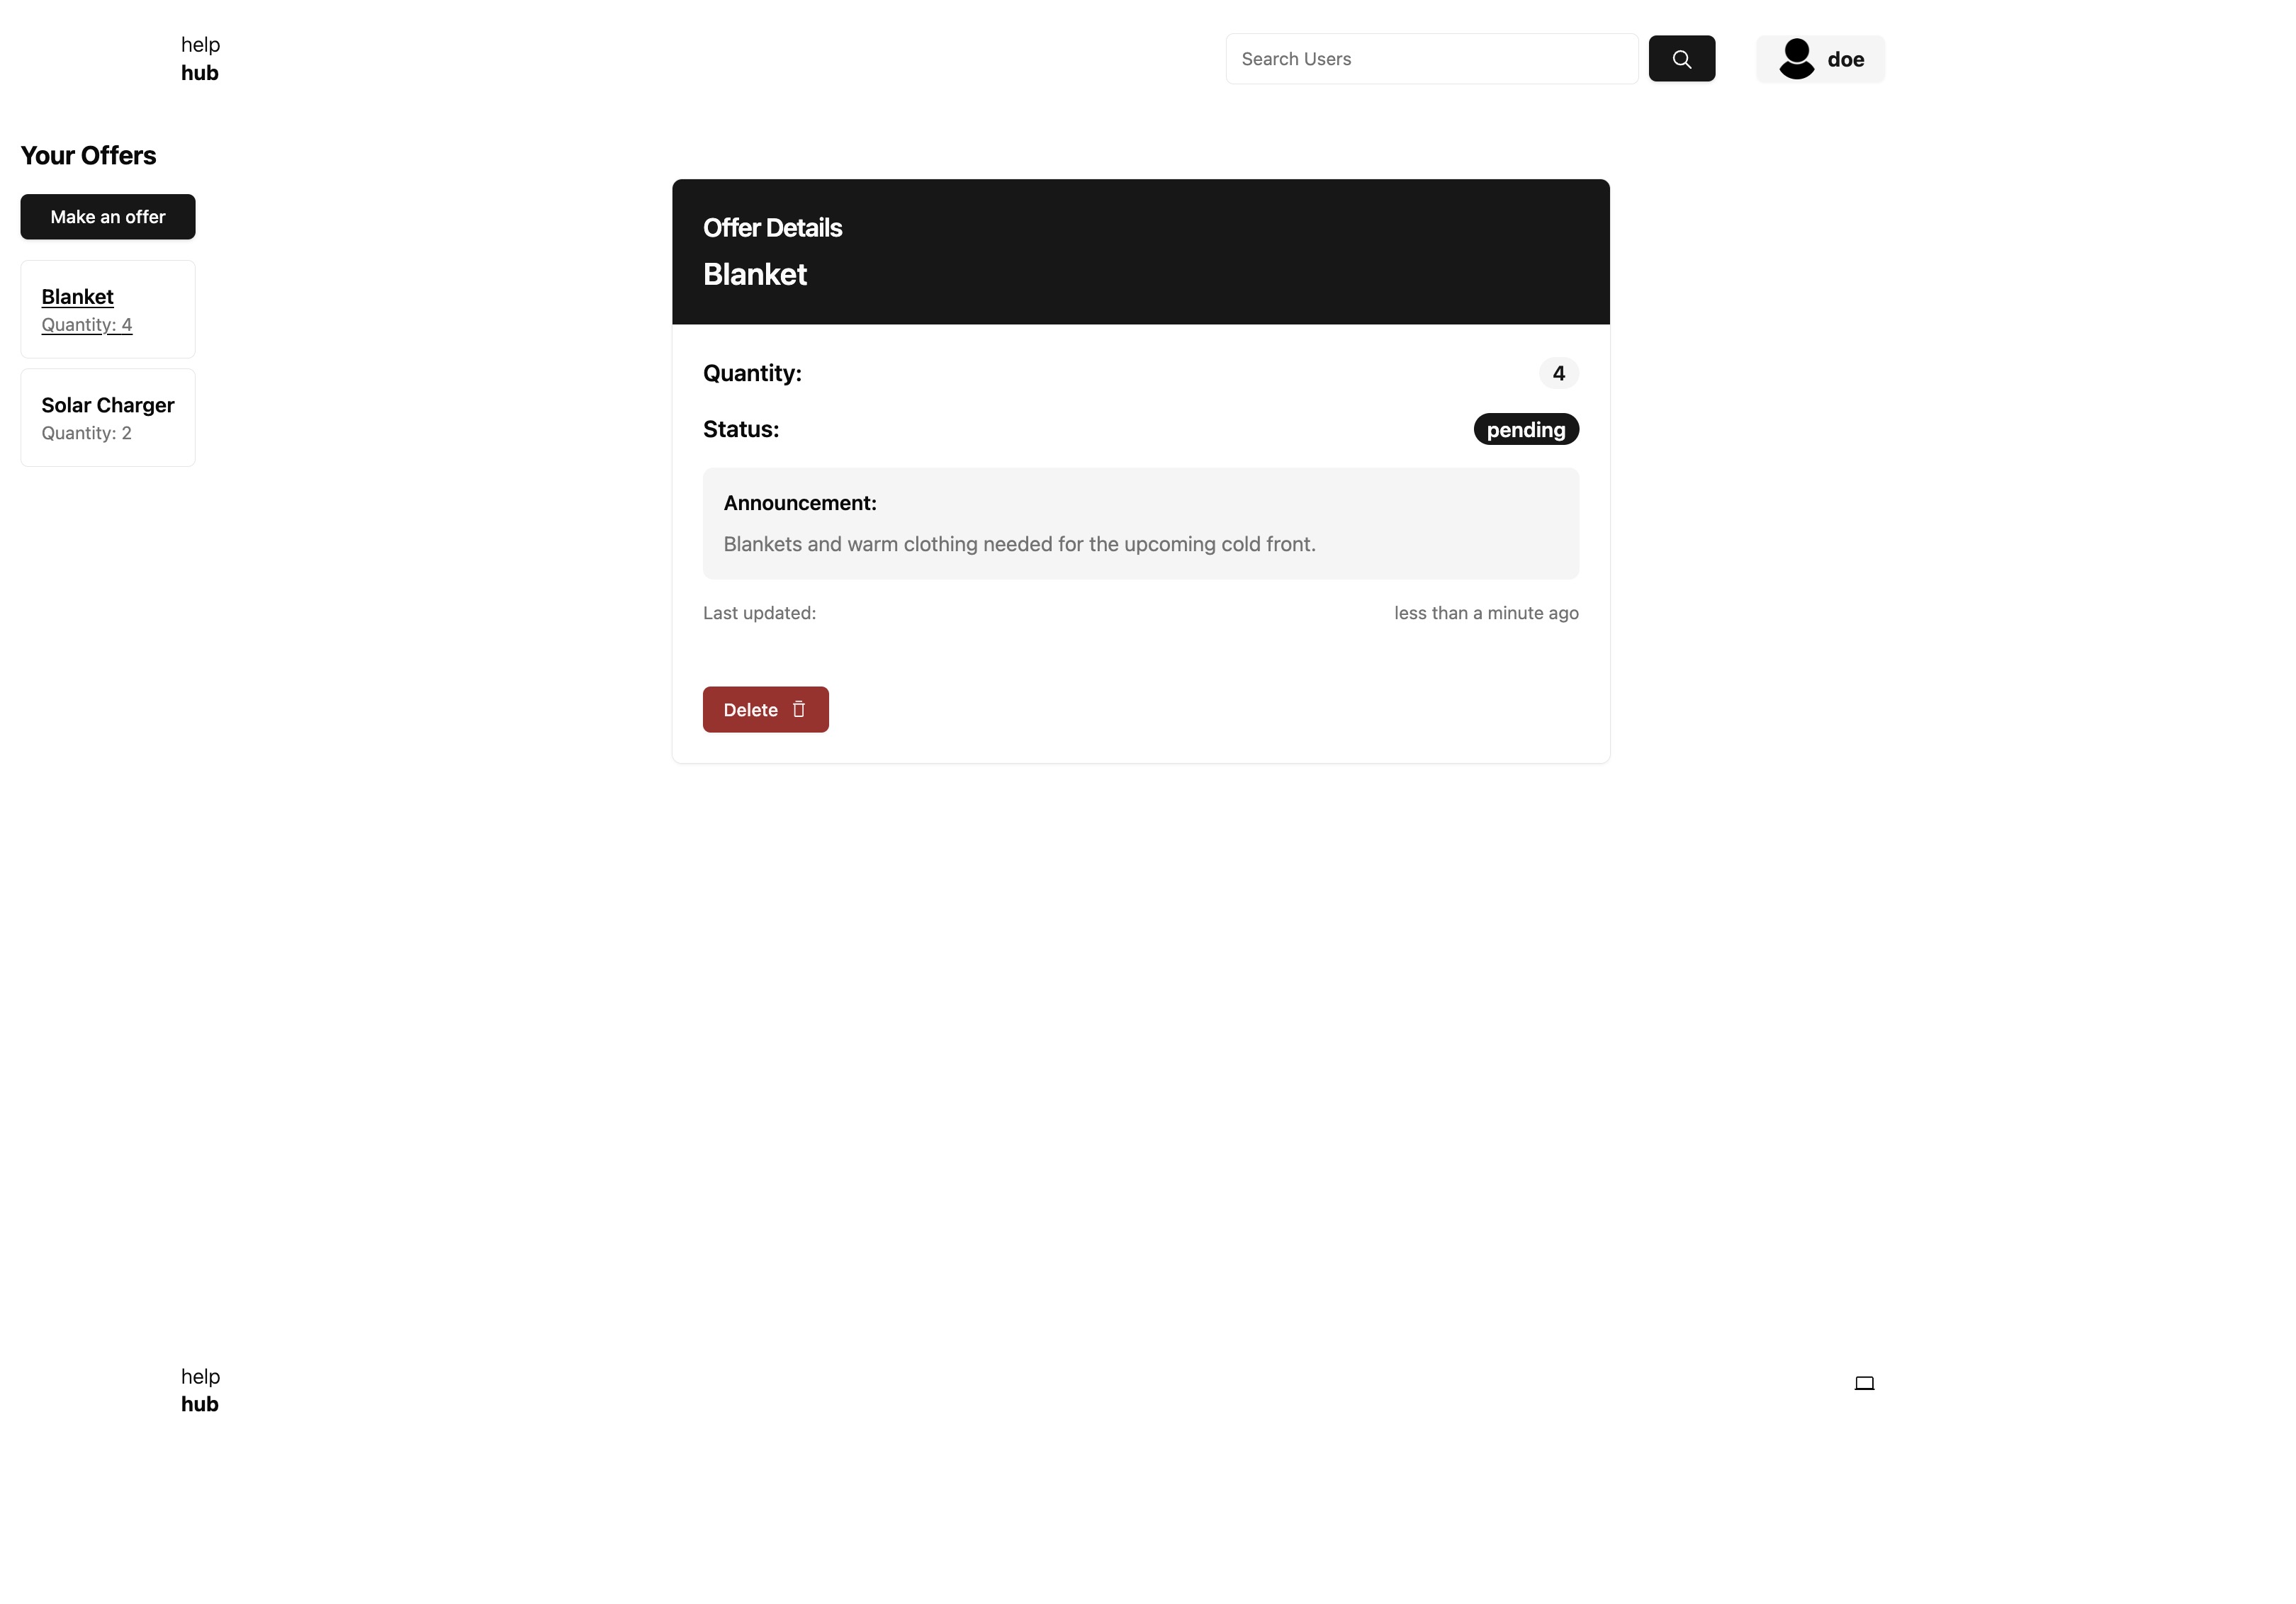 help
hub
Search Users
doe
Your Offers
Make an offer
Blanket
Quantity: 4
Solar Charger
Quantity: 2
Offer Details
Blanket
Quantity:
4
Status:
pending
Announcement:
Blankets and warm clothing needed for the upcoming cold front.
Last updated:
less than a minute ago
Delete
help
hub